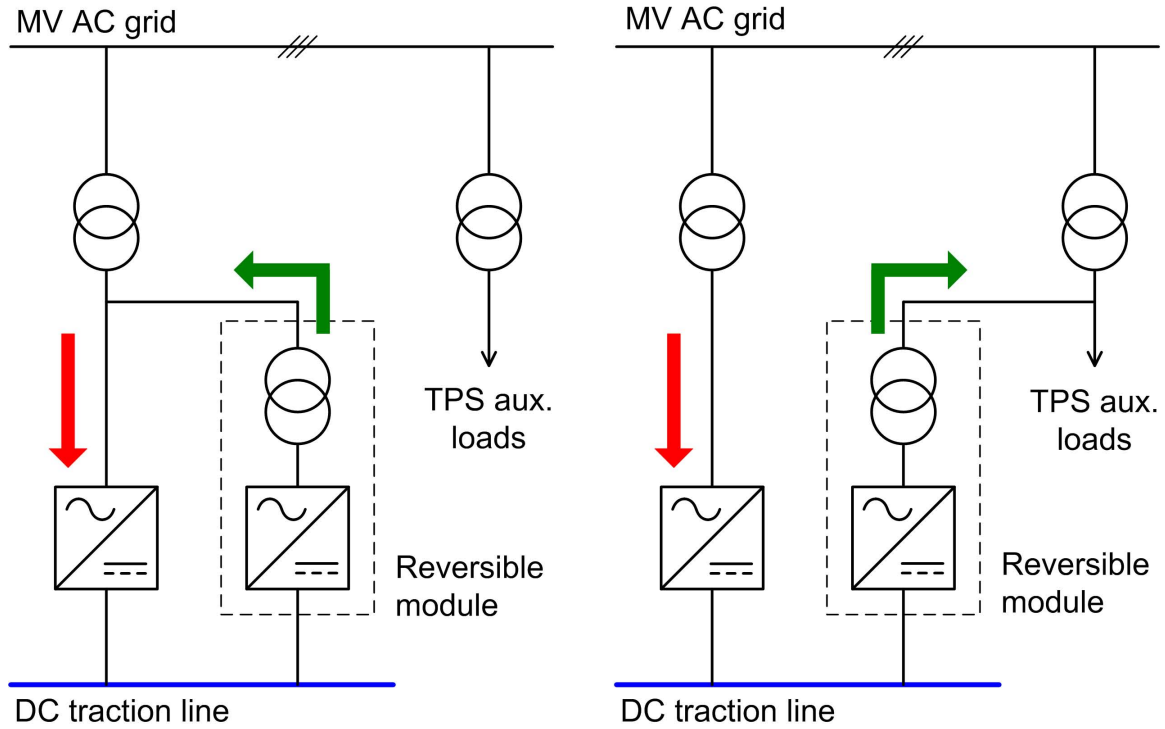 MV AC grid
TPS aux.
loads
Reversible
module
DC traction line
MV AC grid
TPS aux.
loads
Reversible
module
DC traction line